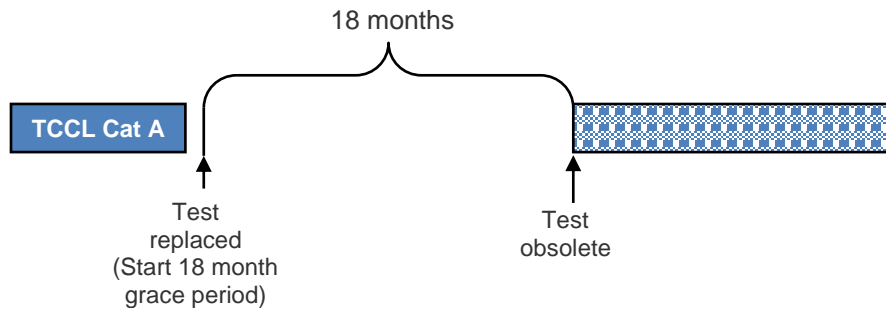 18 months
TCCL Cat A
Test
replaced
(Start 18 month
grace period)
Test
obsolete